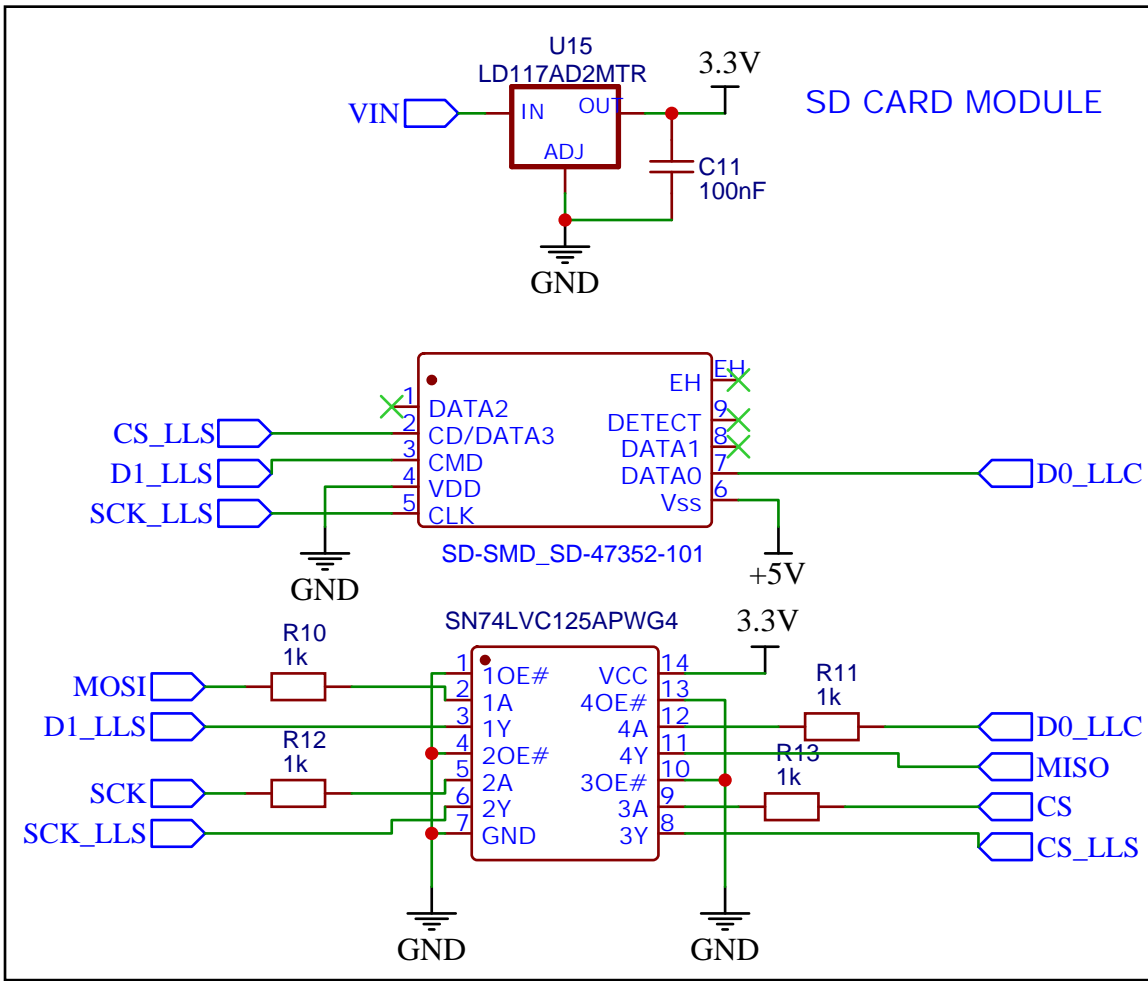 U15
LD117AD2MTR
3.3V
SD CARD MODULE
VIN
IN
OUT
ADJ
C11
100nF
GND
EH
EH
1
DATA2
9
DETECT
CS_LLS
2
CD/DATA3
8
DATA1
D1_LLS
3
CMD
7
DATA0
D0_LLC
4
VDD
6
Vss
SCK_LLS
5
CLK
SD-SMD_SD-47352-101
+5V
GND
SN74LVC125APWG4
3.3V
R10
1k
1
1OE#
14
VCC
R11
1k
MOSI
2
1A
13
4OE#
D1_LLS
3
1Y
12
4A
D0_LLC
R12
1k
4
2OE#
11
4Y
R13
1k
MISO
SCK
5
2A
10
3OE#
6
2Y
9
3A
CS
SCK_LLS
7
GND
8
3Y
CS_LLS
GND
GND